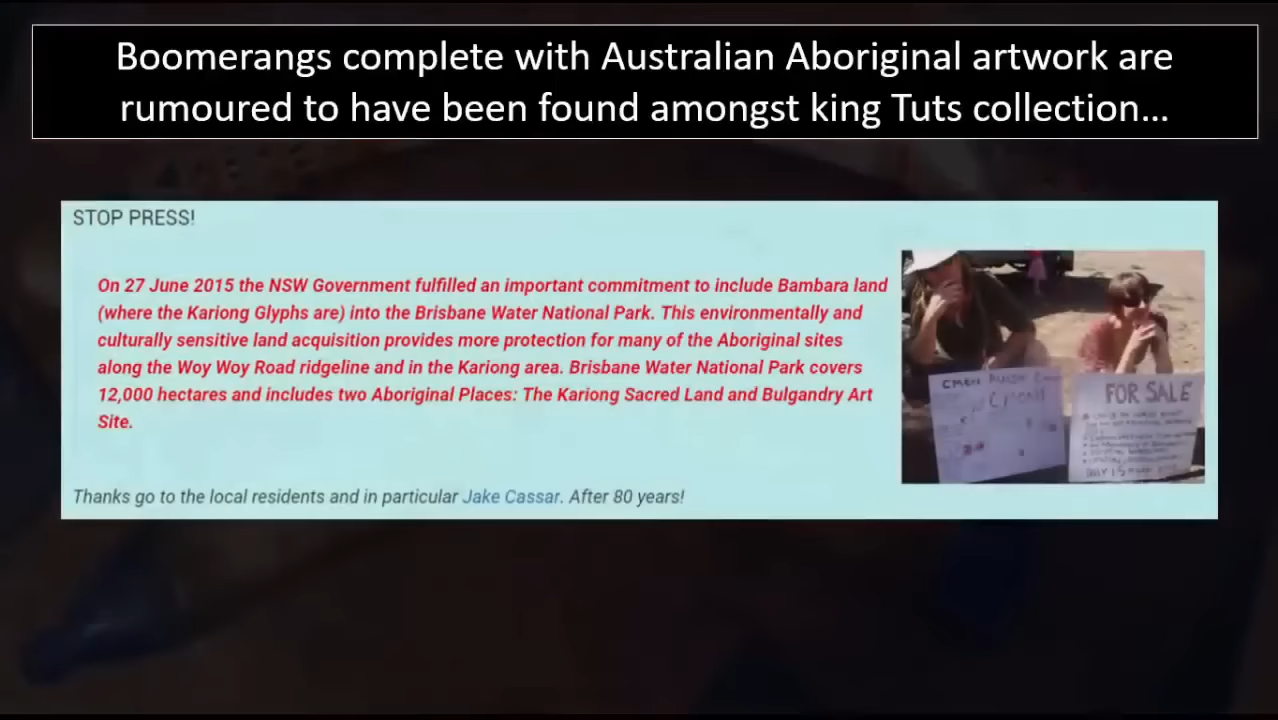 Boomerangs complete with Australian Aboriginal artwork are
rumoured to have been found amongst king Tuts collection...
STOP PRESS!
On 27 June 2015 the NSW Government fulfilled an important commitment to include Bambara land
(where the Kariong Glyphs are) into the Brisbane Water National Park. This environmentally and
culturally sensitive land acquisition provides more protection for many of the Aboriginal sites
along the Woy Woy Road ridgeline and in the Kariong area. Brisbane Water National Park covers
12,000 hectares and includes two Aboriginal Places: The Kariong Sacred Land and Bulgandry Art
Site.
FOR SALE
Thanks go to the local residents and in particular Jake Cassar. After 80 years!